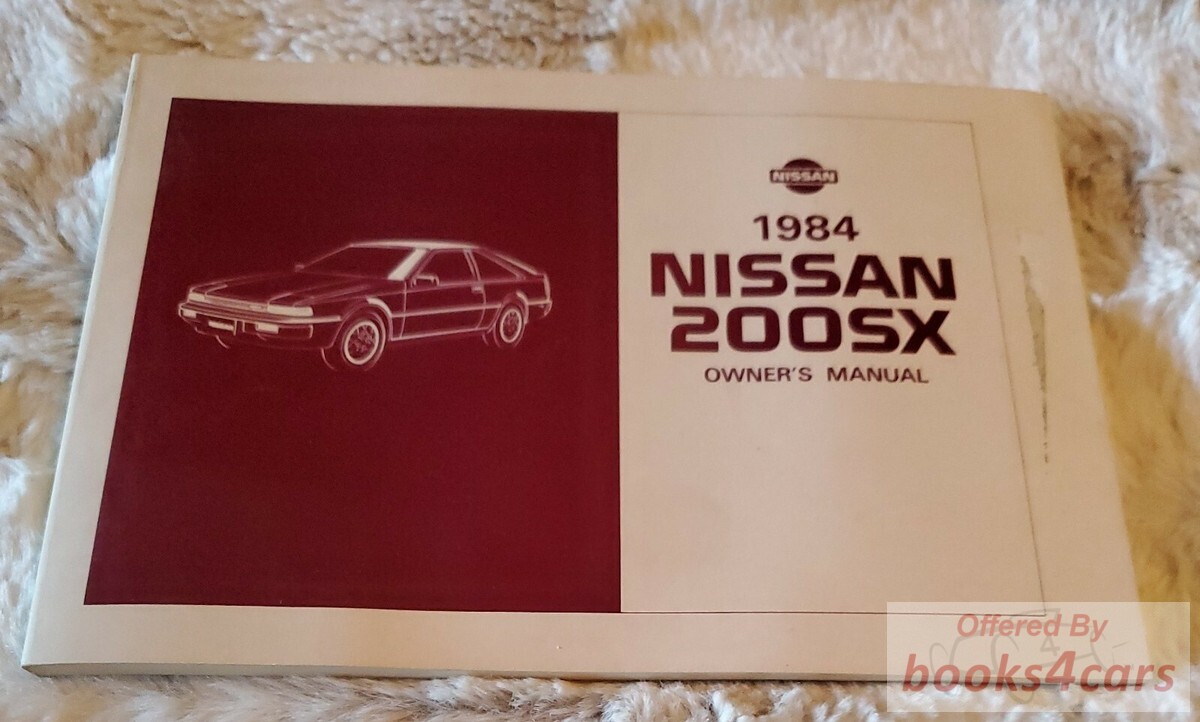 NISSAN
1984
NISSAN
200SX
OWNER'S MANUAL
Offered By
books4cars